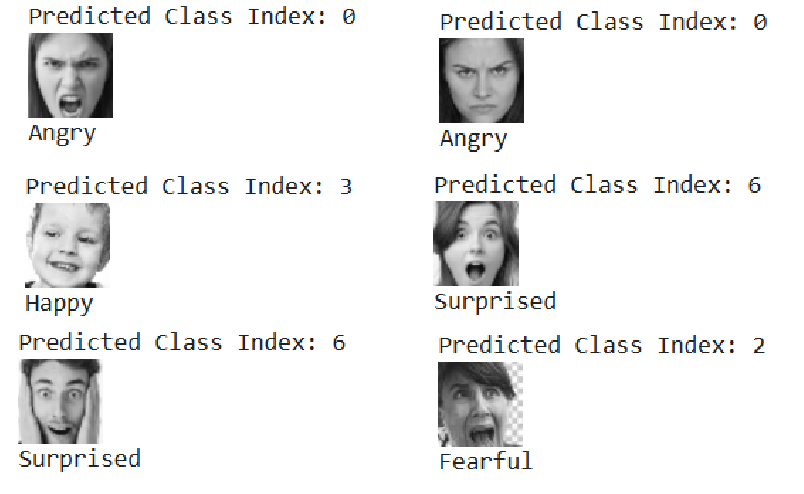 Predicted Class Index: 0
Angry
Predicted Class Index: 0
Angry
Predicted Class Index: 3
Happy
Predicted Class Index: 6
Surprised
Predicted Class Index: 6
Surprised
Predicted Class Index: 2
Fearful